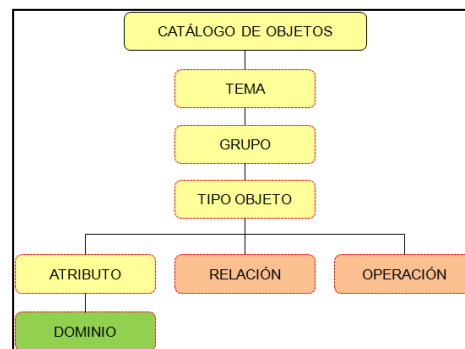 CATÁLOGO DE OBJETOS
TEMA
GRUPO
TIPO OBJETO
ATRIBUTO
RELACIÓN
OPERACIÓN
DOMINIO